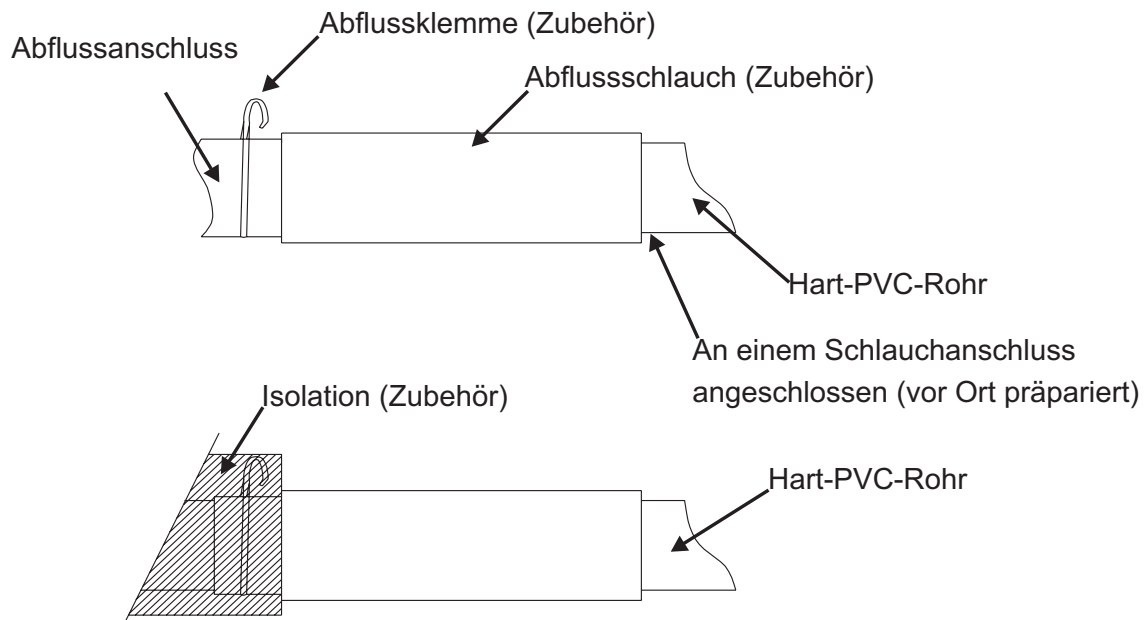 Abflussklemme (Zubehör)
Abflussanschluss
Abflussschlauch (Zubehör)
Hart-PVC-Rohr
An einem Schlauchanschluss
angeschlossen (vor Ort präpariert)
Isolation (Zubehör)
Hart-PVC-Rohr